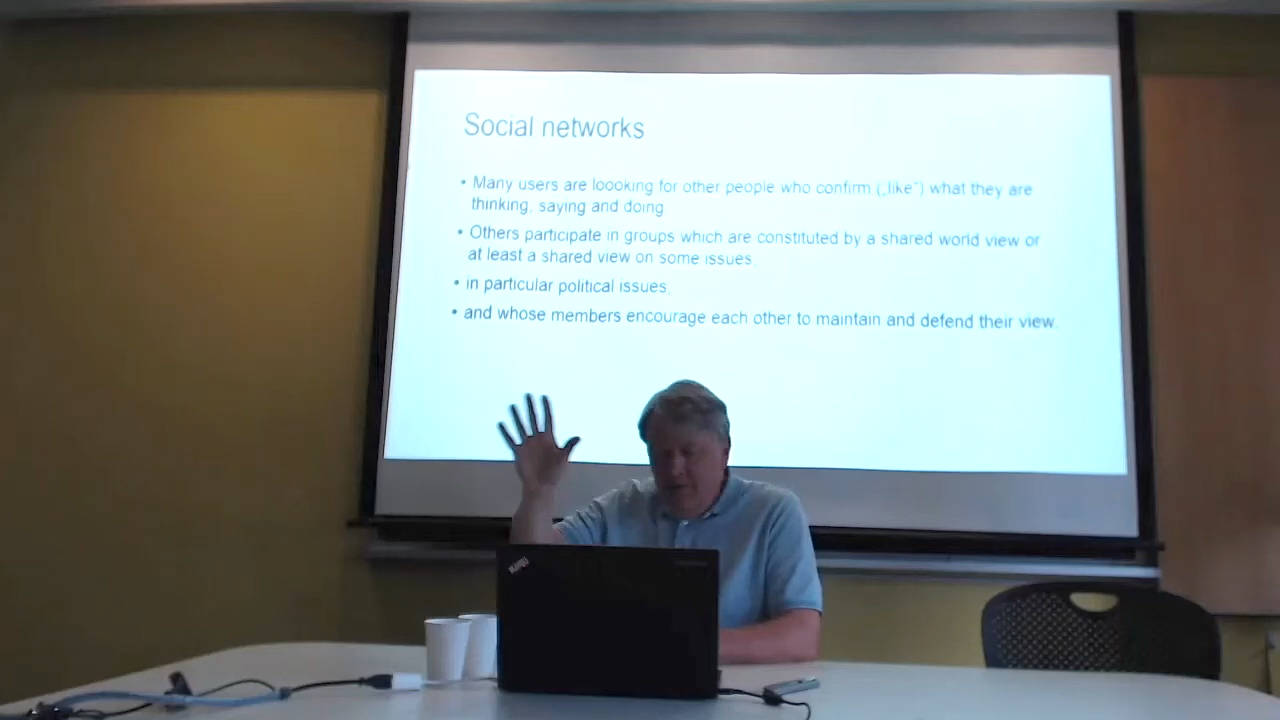 Social networks
• Many users are loooking for other people who confirm („like“) what they are
thinking, saying and doing
• Others participate in groups which are constituted by a shared world view or
at least a shared view on some issues,
• in particular political issues,
• and whose members encourage each other to maintain and defend their view.